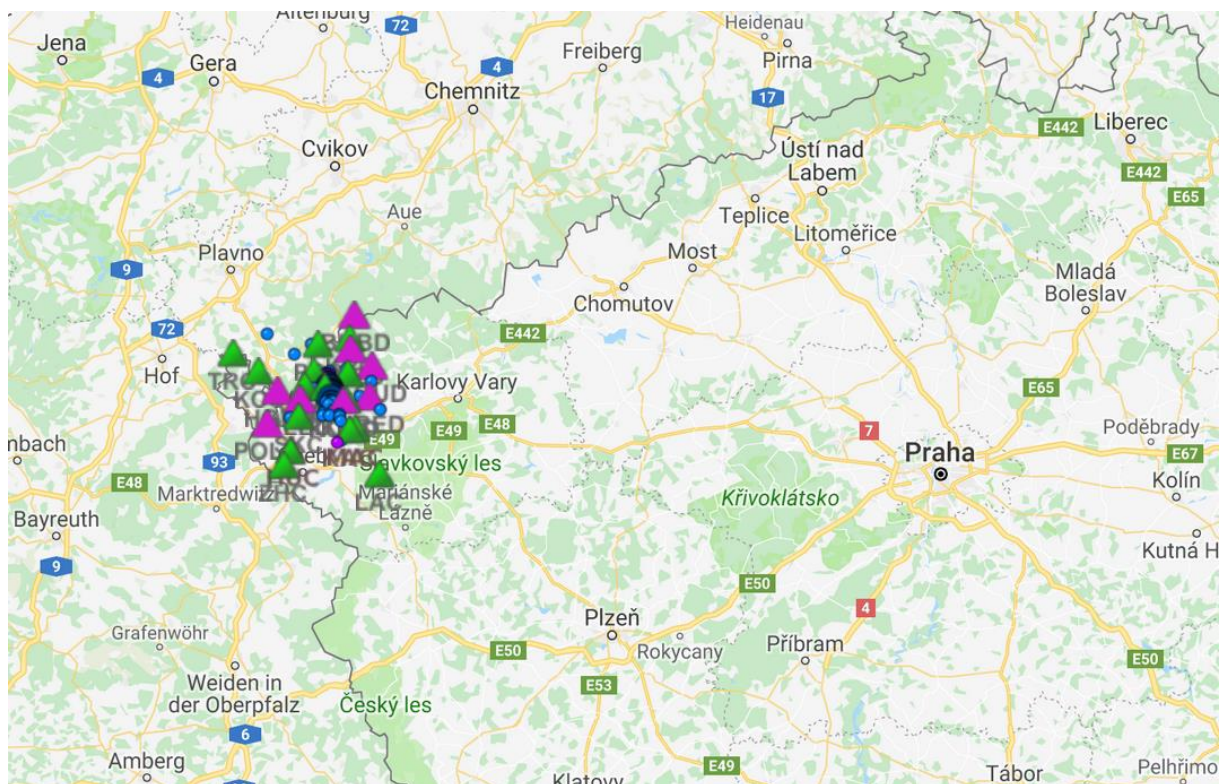 Altenburg
72
Heidenau
Jena
Freiberg
Pirna
4
Gera
4
Chemnitz
17
E442
Liberec
Cvikov
Ústí nad
Labem
E442
E65
Aue
Teplice
Litoměřice
Plavno
Most
9
Mladá
Boleslav
Chomutov
72
E442
Hof
Karlovy Vary
E65
E49
E48
7
Poděbrady
E49
Praha
E67
93
Slavkovský les
E48
Marktredwitz
Mariánské
Lázně
LAC
Křivoklátsko
Kolín
Bayreuth
9
Kutná H
E50
4
Plzeň
Grafenwöhr
Rokycany
Příbram
E50
E50
Weiden in
der Oberpfalz
E53
Český les
6
Amberg
E49
Klatovy
Tábor
Pelhřimo